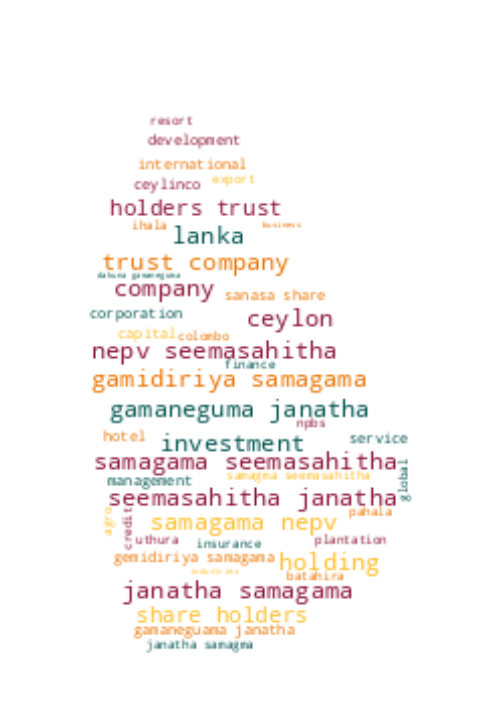 resort
development
international
ceylinco export
holders trust
ihala business
lanka
trust company
dakuna gamaneguma
company sanasa share
corporation ceylon
capital colombo
nepv seemasahitha
finance
gamidiriya samagama
gamaneguma janatha
npbs
hotel investment service
samagama seemasahitha
management samagma seemasahitha global
seemasahitha janatha
agro credit samagama nepv pahala
uthura insurance plantation
gemidiriya samagama holding
batahira
janatha samagama
share holders
gamaneguama janatha
janatha samagma